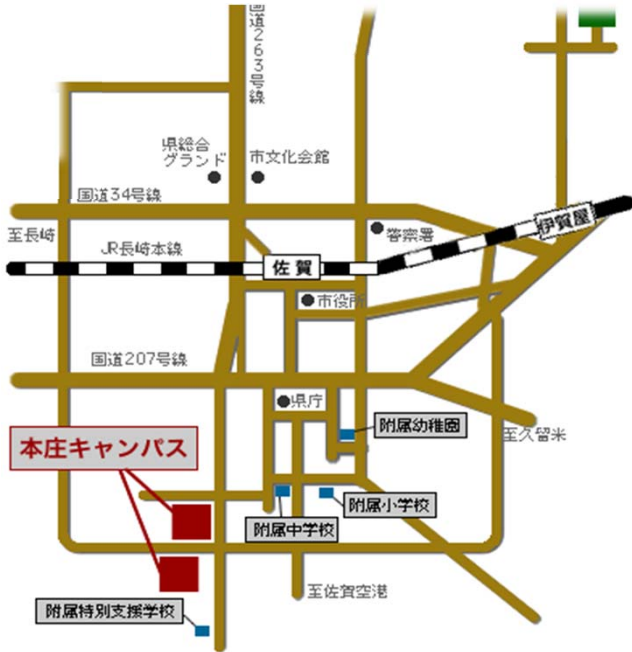 国道263号線
県総合
グランド
市文化会館
国道34号線
至長崎
JR長崎本線
警察署
伊賀屋
佐賀
市役所
国道207号線
県庁
附属幼稚園
至久留米
本庄キャンパス
附属小学校
附属中学校
至佐賀空港
附属特別支援学校